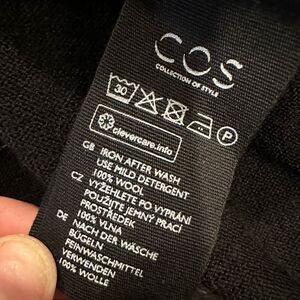 COS
COLLECTION OF STYLE
30 P
clevercare.info
GB IRON AFTER WASH
USE MILD DETERGENT
100% WOOL
CZ VYŽEHLETE PO VYPRÁNÍ
POUŽIJTE JEMNÝ PRACÍ
PROSTŘEDEK
100% VLNA
DE NACH DER WÄSCHE
BÜGELN
FEINWASCHMITTEL
VERWENDEN
100% WOLLE